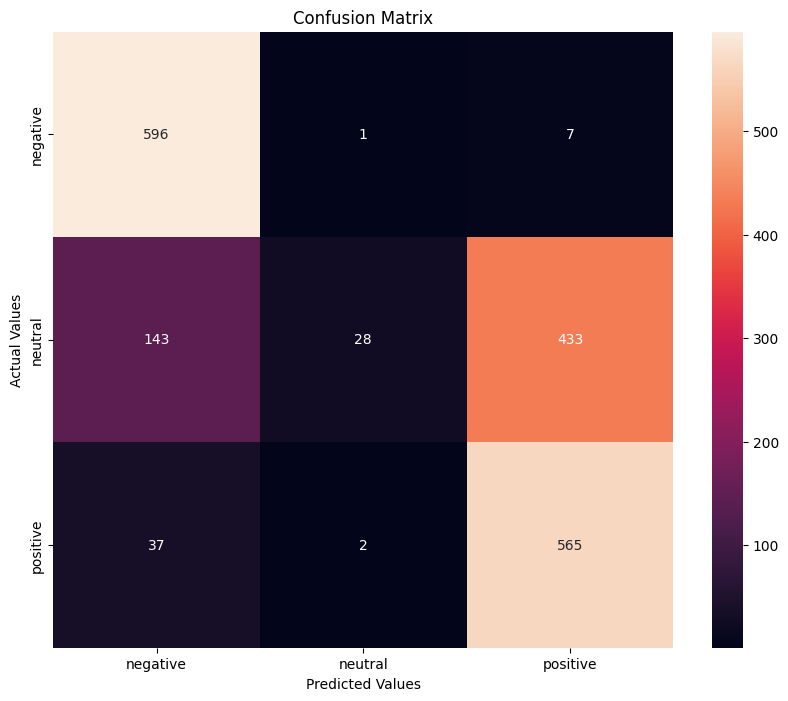 Confusion Matrix
negative
596
1
7
neutral
143
28
433
positive
37
2
565
Actual Values
negative
neutral
positive
Predicted Values
500
400
300
200
100